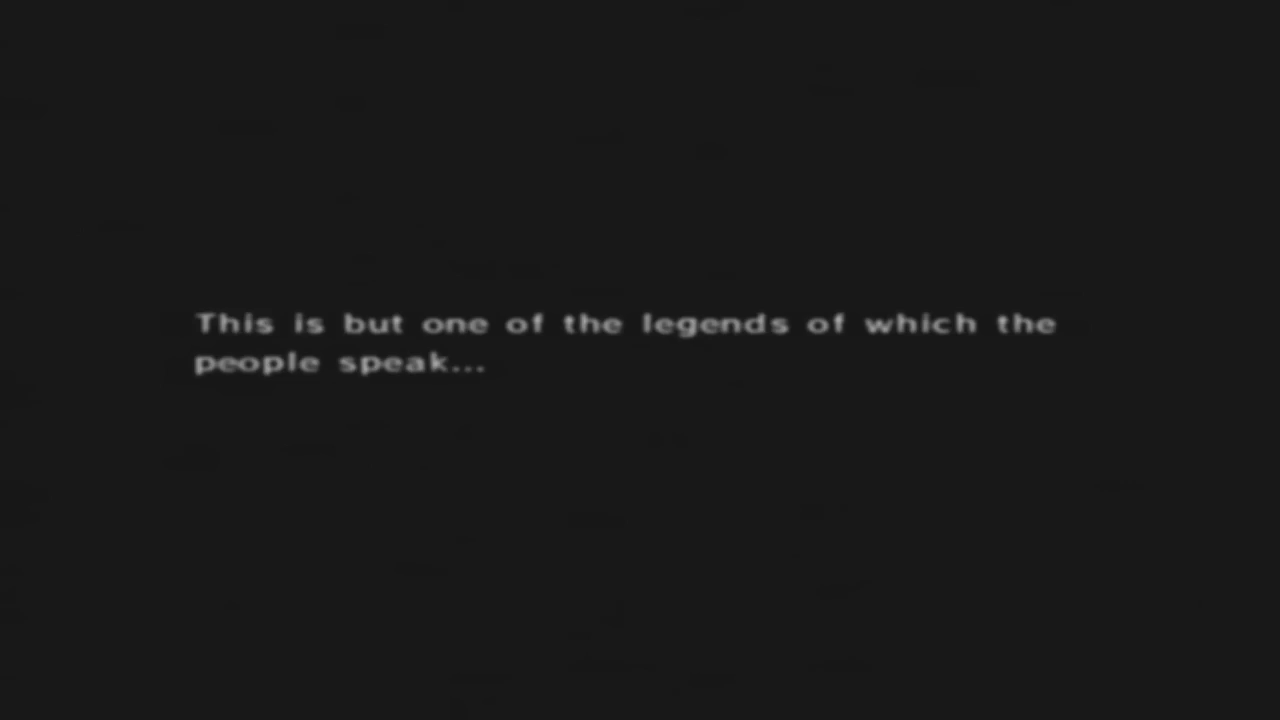 This is but one of the legends of which the
people speak...